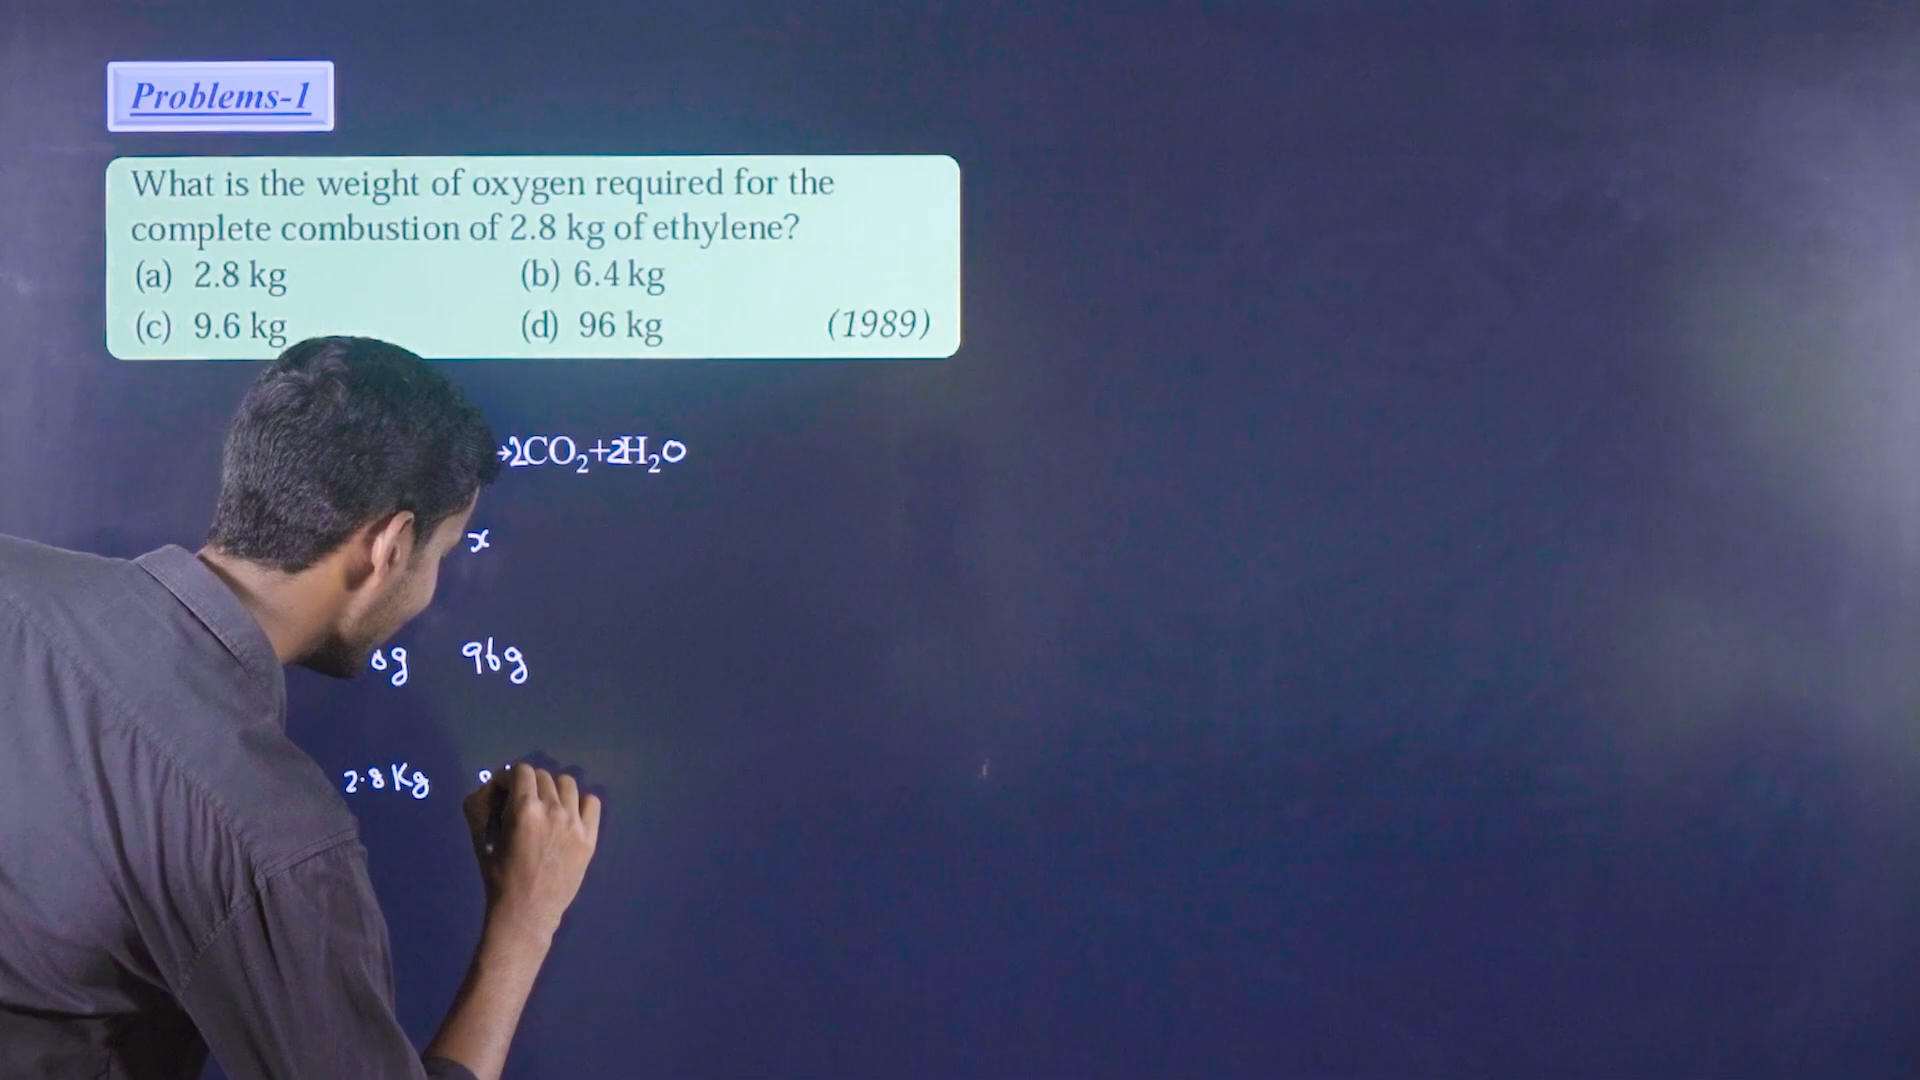 Problems-1
What is the weight of oxygen required for the
complete combustion of 2.8 kg of ethylene?
(a) 2.8 kg (b) 6.4 kg
(c) 9.6 kg (d) 96 kg (1989)
→2CO₂+2H₂O
x
8g 96g
2.8 Kg